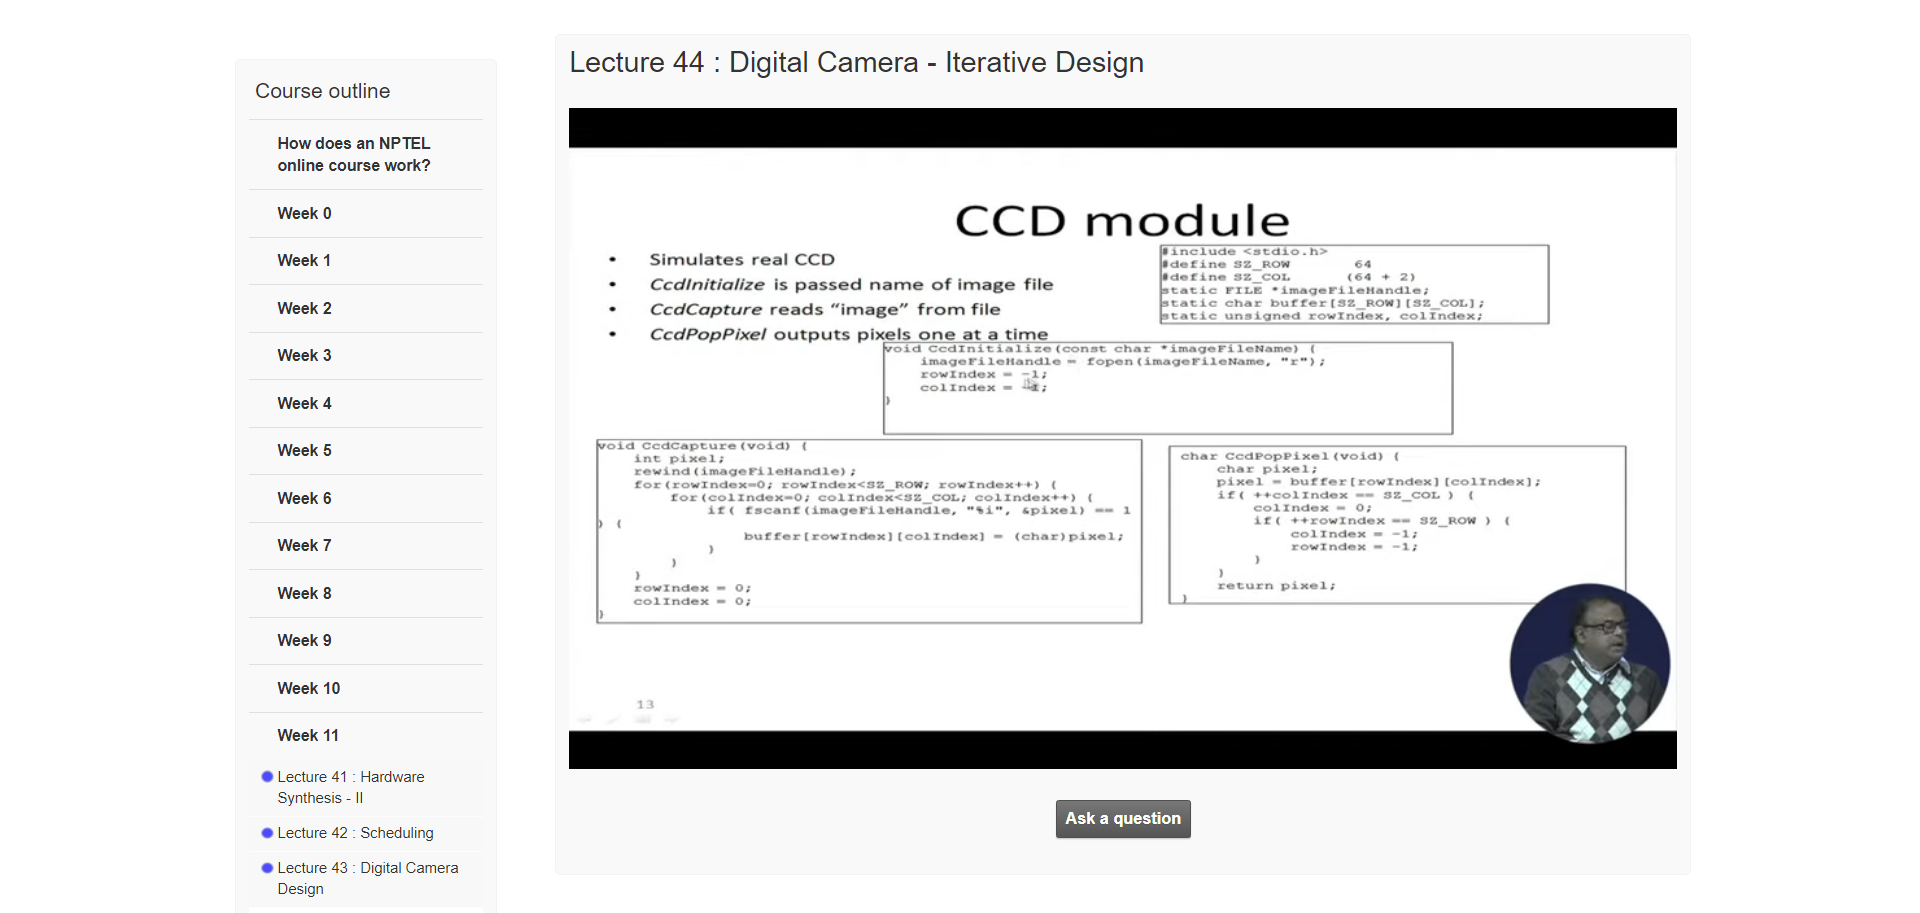 Course outline
How does an NPTEL
online course work?
Week 0
Week 1
Week 2
Week 3
Week 4
Week 5
Week 6
Week 7
Week 8
Week 9
Week 10
Week 11
Lecture 41 : Hardware
Synthesis - II
Lecture 42 : Scheduling
Lecture 43 : Digital Camera
Design
Lecture 44 : Digital Camera - Iterative Design
CCD module
• Simulates real CCD
• CcdInitialize is passed name of image file
• CcdCapture reads “image” from file
• CcdPopPixel outputs pixels one at a time
#include <stdio.h>
#define SZ_ROW 64
#define SZ_COL (64 + 2)
static FILE *imageFileHandle;
static char buffer[SZ_ROW][SZ_COL];
static unsigned rowIndex, colIndex;
void CcdInitialize(const char *imageFileName) {
imageFileHandle = fopen(imageFileName, "r");
rowIndex = -1;
colIndex = -1;
}
void CcdCapture(void) {
int pixel;
rewind(imageFileHandle);
for(rowIndex=0; rowIndex<SZ_ROW; rowIndex++) {
for(colIndex=0; colIndex<SZ_COL; colIndex++) {
if( fscanf(imageFileHandle, "%i", &pixel) == 1
) {
buffer[rowIndex][colIndex] = (char)pixel;
}
}
}
rowIndex = 0;
colIndex = 0;
}
char CcdPopPixel(void) {
char pixel;
pixel = buffer[rowIndex][colIndex];
if( ++colIndex == SZ_COL ) {
colIndex = 0;
if( ++rowIndex == SZ_ROW ) {
colIndex = -1;
rowIndex = -1;
}
}
return pixel;
}
13
Ask a question